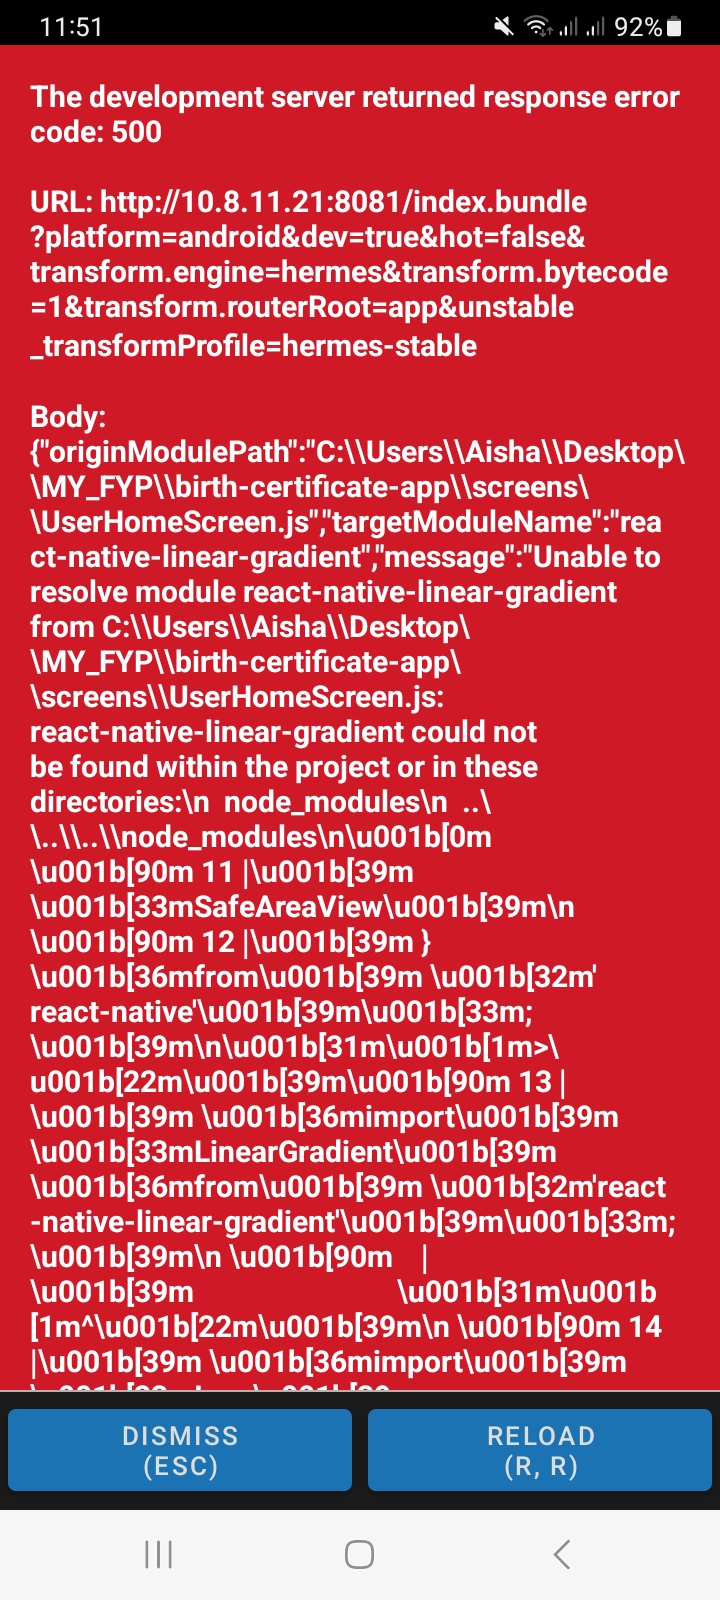 11:51
92%
The development server returned response error
code: 500
URL: http://10.8.11.21:8081/index.bundle
?platform=android&dev=true&hot=false&
transform.engine=hermes&transform.bytecode
=1&transform.routerRoot=app&unstable
_transformProfile=hermes-stable
Body:
{"originModulePath":"C:\\Users\\Aisha\\Desktop\
\MY_FYP\\birth-certificate-app\\screens\
\UserHomeScreen.js","targetModuleName":"rea
ct-native-linear-gradient","message":"Unable to
resolve module react-native-linear-gradient
from C:\\Users\\Aisha\\Desktop\
\MY_FYP\\birth-certificate-app\
\screens\\UserHomeScreen.js:
react-native-linear-gradient could not
be found within the project or in these
directories:\n  node_modules\n  ..\
\..\\..\\node_modules\n\u001b[0m
\u001b[90m 11 |\u001b[39m
\u001b[33mSafeAreaView\u001b[39m\n
\u001b[90m 12 |\u001b[39m }
\u001b[36mfrom\u001b[39m \u001b[32m'
react-native'\u001b[39m\u001b[33m;
\u001b[39m\n\u001b[31m\u001b[1m>\
u001b[22m\u001b[39m\u001b[90m 13 |
\u001b[39m \u001b[36mimport\u001b[39m
\u001b[33mLinearGradient\u001b[39m
\u001b[36mfrom\u001b[39m \u001b[32m'react
-native-linear-gradient'\u001b[39m\u001b[33m;
\u001b[39m\n \u001b[90m    |
\u001b[39m                         \u001b[31m\u001b
[1m^\u001b[22m\u001b[39m\n \u001b[90m 14
|\u001b[39m \u001b[36mimport\u001b[39m
DISMISS
(ESC)
RELOAD
(R, R)